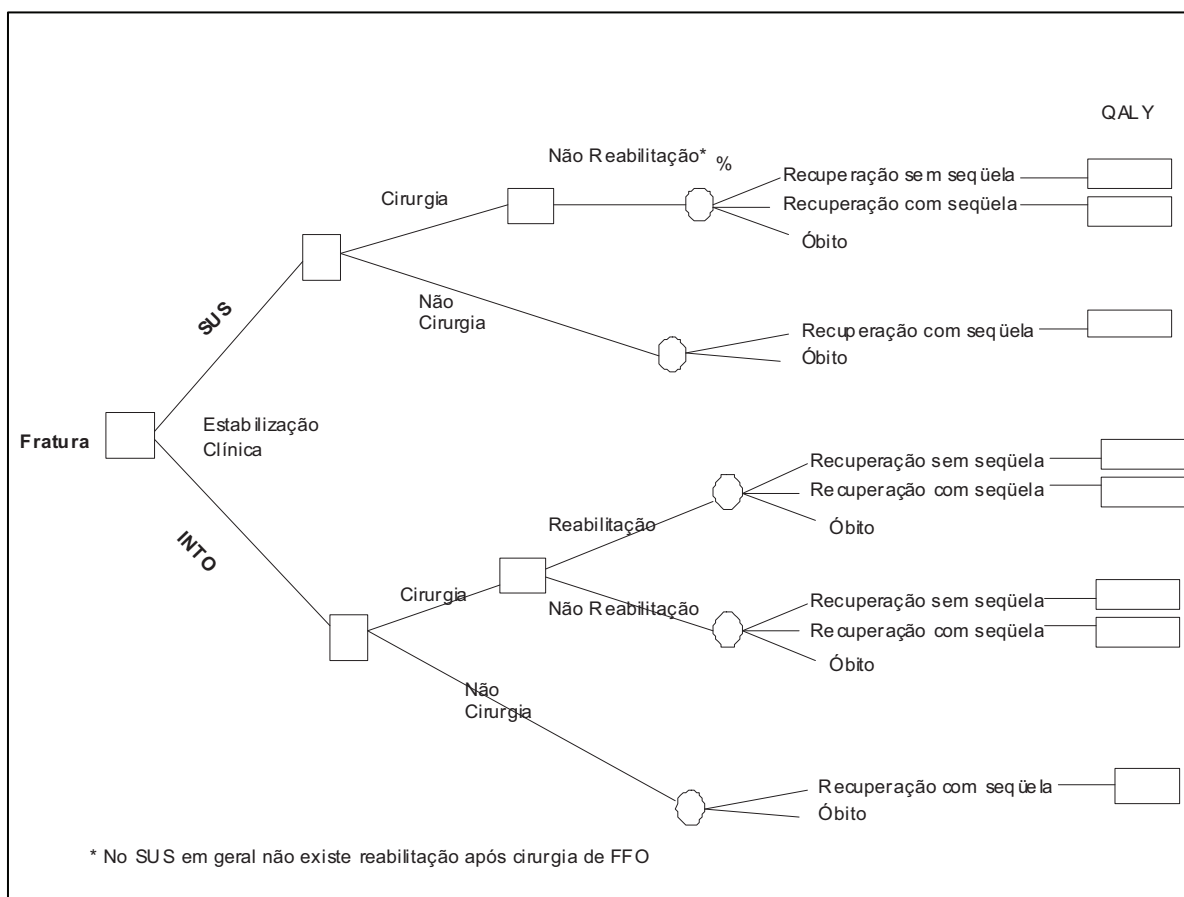 QALY
Não Reabilitação* %
Recuperação sem seqüela
Cirurgia
Recuperação com seqüela
Óbito
SUS
Não
Cirurgia
Recuperação com seqüela
Óbito
Estabilização
Clínica
Fratura
Recuperação sem seqüela
Recuperação com seqüela
Reabilitação
Óbito
INTO
Cirurgia
Não Reabilitação
Recuperação sem seqüela
Recuperação com seqüela
Óbito
Não
Cirurgia
Recuperação com seqüela
Óbito
* No SUS em geral não existe reabilitação após cirurgia de FFO